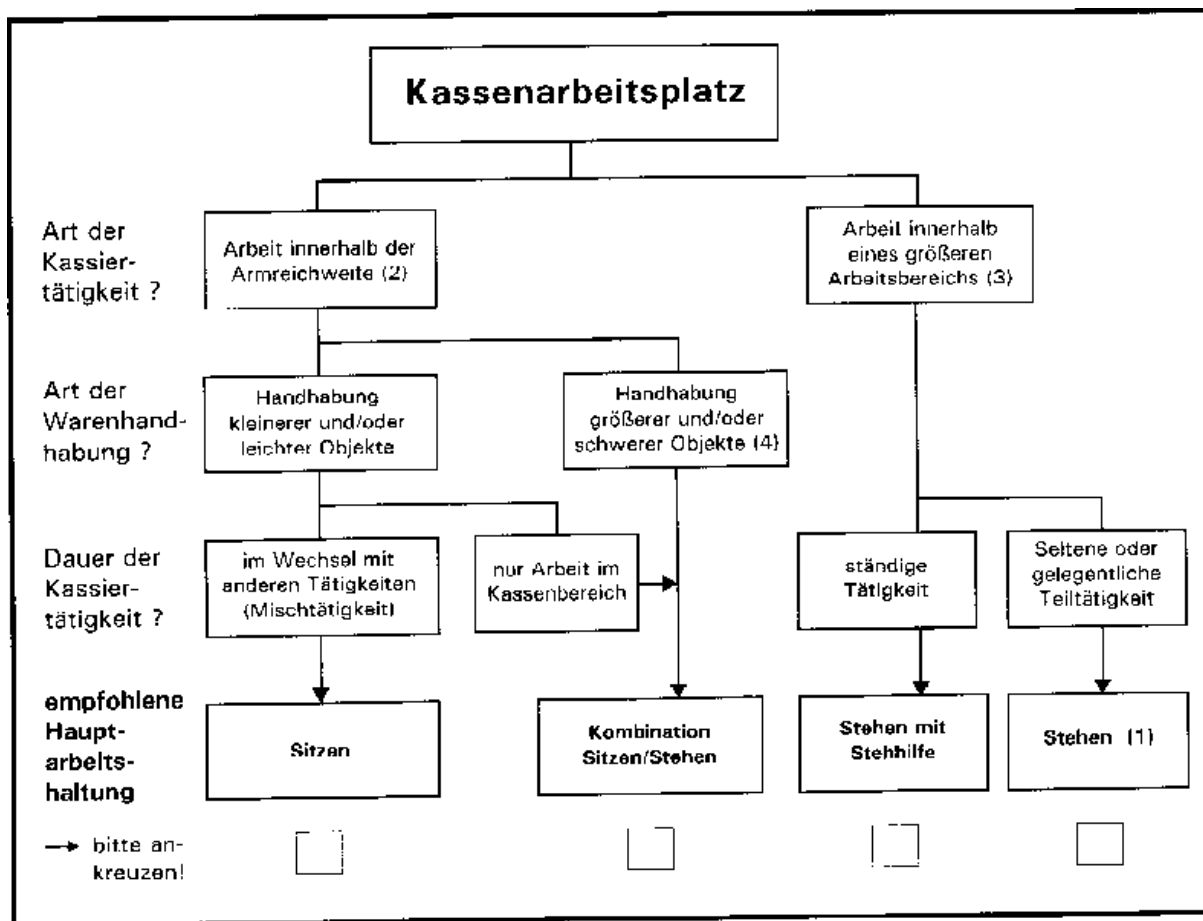 Kassenarbeitsplatz
Art der
Kassier-
tätigkeit ?
Arbeit innerhalb der
Armreichweite (2)
Arbeit innerhalb
eines größeren
Arbeitsbereichs (3)
Art der
Warenhand-
habung ?
Handhabung
kleinerer und/oder
leichter Objekte
Handhabung
größerer und/oder
schwerer Objekte (4)
Dauer der
Kassier-
tätigkeit ?
im Wechsel mit
anderen Tätigkeiten
(Mischtätigkeit)
nur Arbeit im
Kassenbereich
ständige
Tätigkeit
Seltene oder
gelegentliche
Teiltätigkeit
empfohlene
Haupt-
arbeits-
haltung
Sitzen
Kombination
Sitzen/Stehen
Stehen mit
Stehhilfe
Stehen (1)
→ bitte an-
kreuzen!